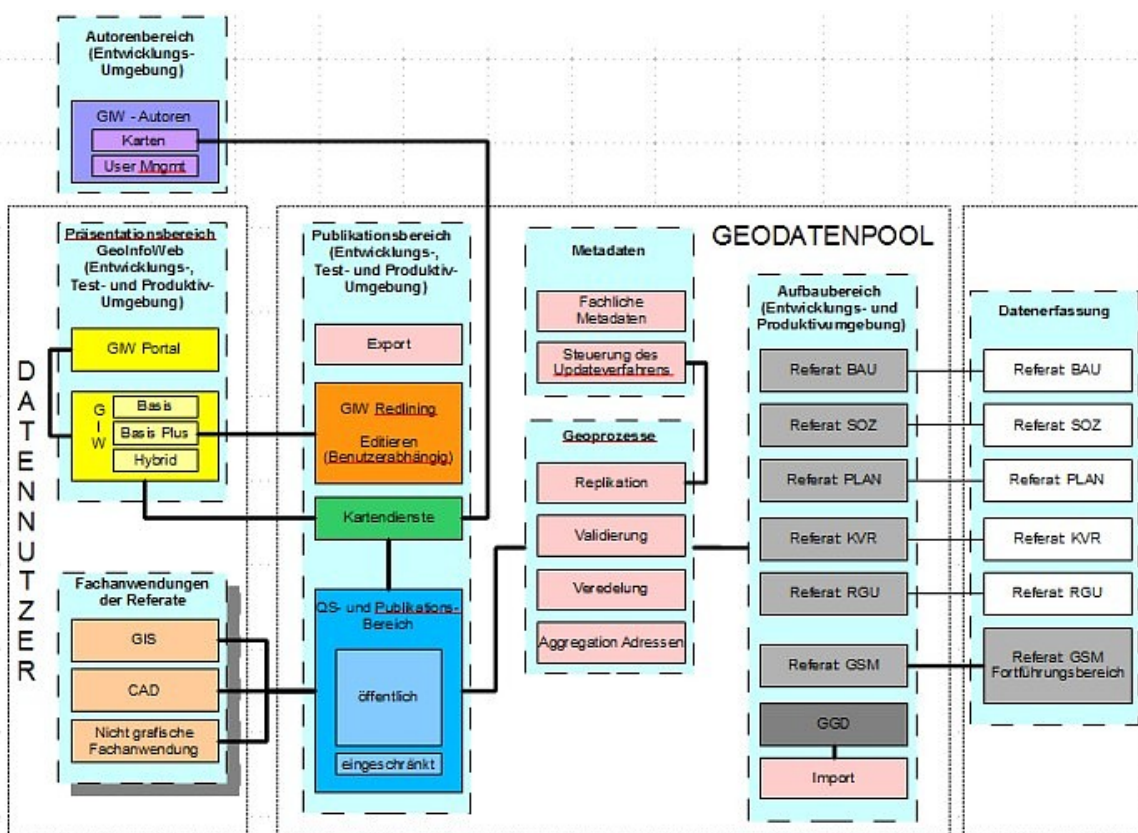 Autorenbereich
(Entwicklungs-
Umgebung)
GIW - Autoren
Karten
User Mngmt
DATENNUTZER
Präsentationsbereich
GeoInfoWeb
(Entwicklungs-,
Test- und Produktiv-
Umgebung)
GIW Portal
GIW
Basis
Basis Plus
Hybrid
Fachanwendungen
der Referate
GIS
CAD
Nicht grafische
Fachanwendung
GEODATENPOOL
Publikationsbereich
(Entwicklungs-,
Test- und Produktiv-
Umgebung)
Export
GIW Redlining
Editieren
(Benutzerabhängig)
Kartendienste
QS- und Publikations-
Bereich
öffentlich
eingeschränkt
Metadaten
Fachliche
Metadaten
Steuerung des
Updateverfahrens
Geoprozesse
Replikation
Validierung
Veredelung
Aggregation Adressen
Aufbaubereich
(Entwicklungs- und
Produktivumgebung)
Referat BAU
Referat SOZ
Referat PLAN
Referat KVR
Referat RGU
Referat GSM
GGD
Import
Datenerfassung
Referat BAU
Referat SOZ
Referat PLAN
Referat KVR
Referat RGU
Referat GSM
Fortführungsbereich